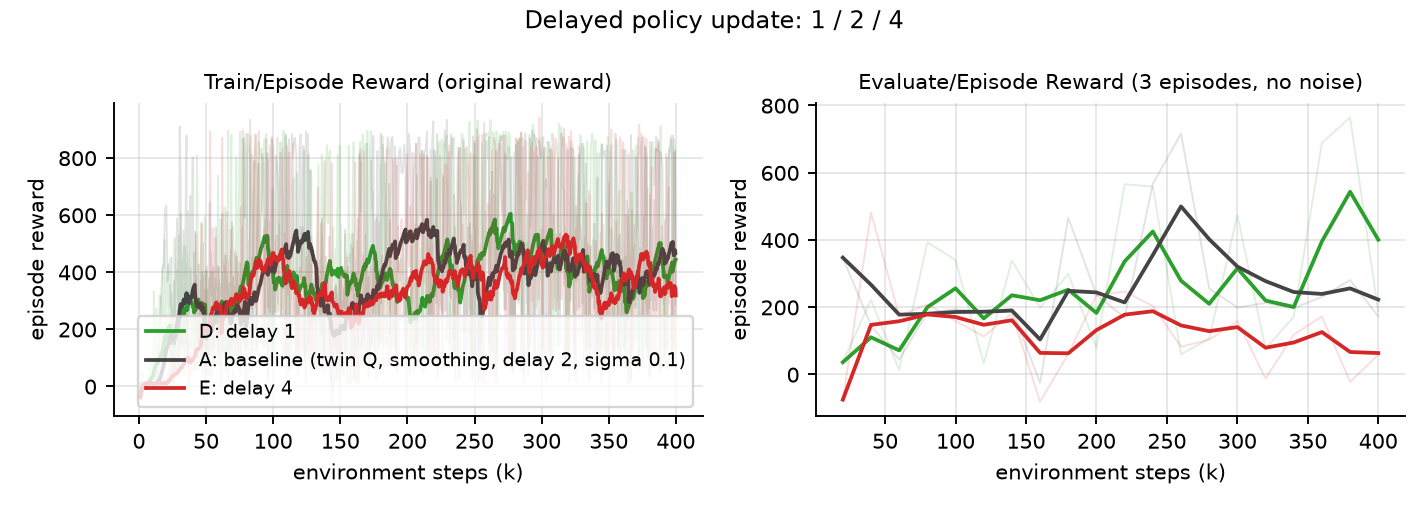 Delayed policy update: 1 / 2 / 4
Train/Episode Reward (original reward)
episode reward
800
600
400
200
0
D: delay 1
A: baseline (twin Q, smoothing, delay 2, sigma 0.1)
E: delay 4
0 50 100 150 200 250 300 350 400
environment steps (k)
Evaluate/Episode Reward (3 episodes, no noise)
episode reward
800
600
400
200
0
50 100 150 200 250 300 350 400
environment steps (k)